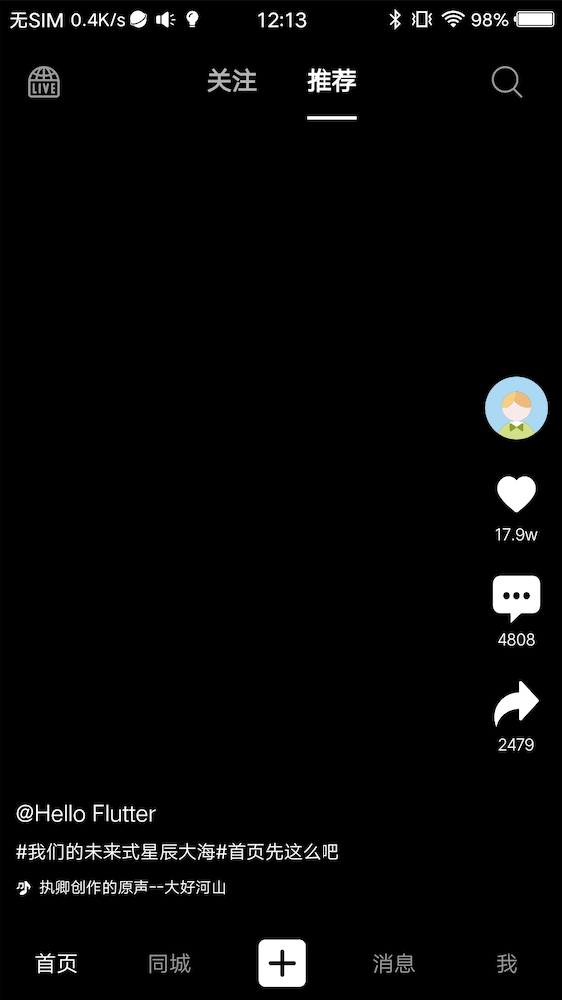 无SIM 0.4K/s 12:13 98%
LIVE 关注 推荐
17.9w
4808
2479
@Hello Flutter
#我们的未来式星辰大海#首页先这么吧
执卿创作的原声--大好河山
首页 同城 消息 我